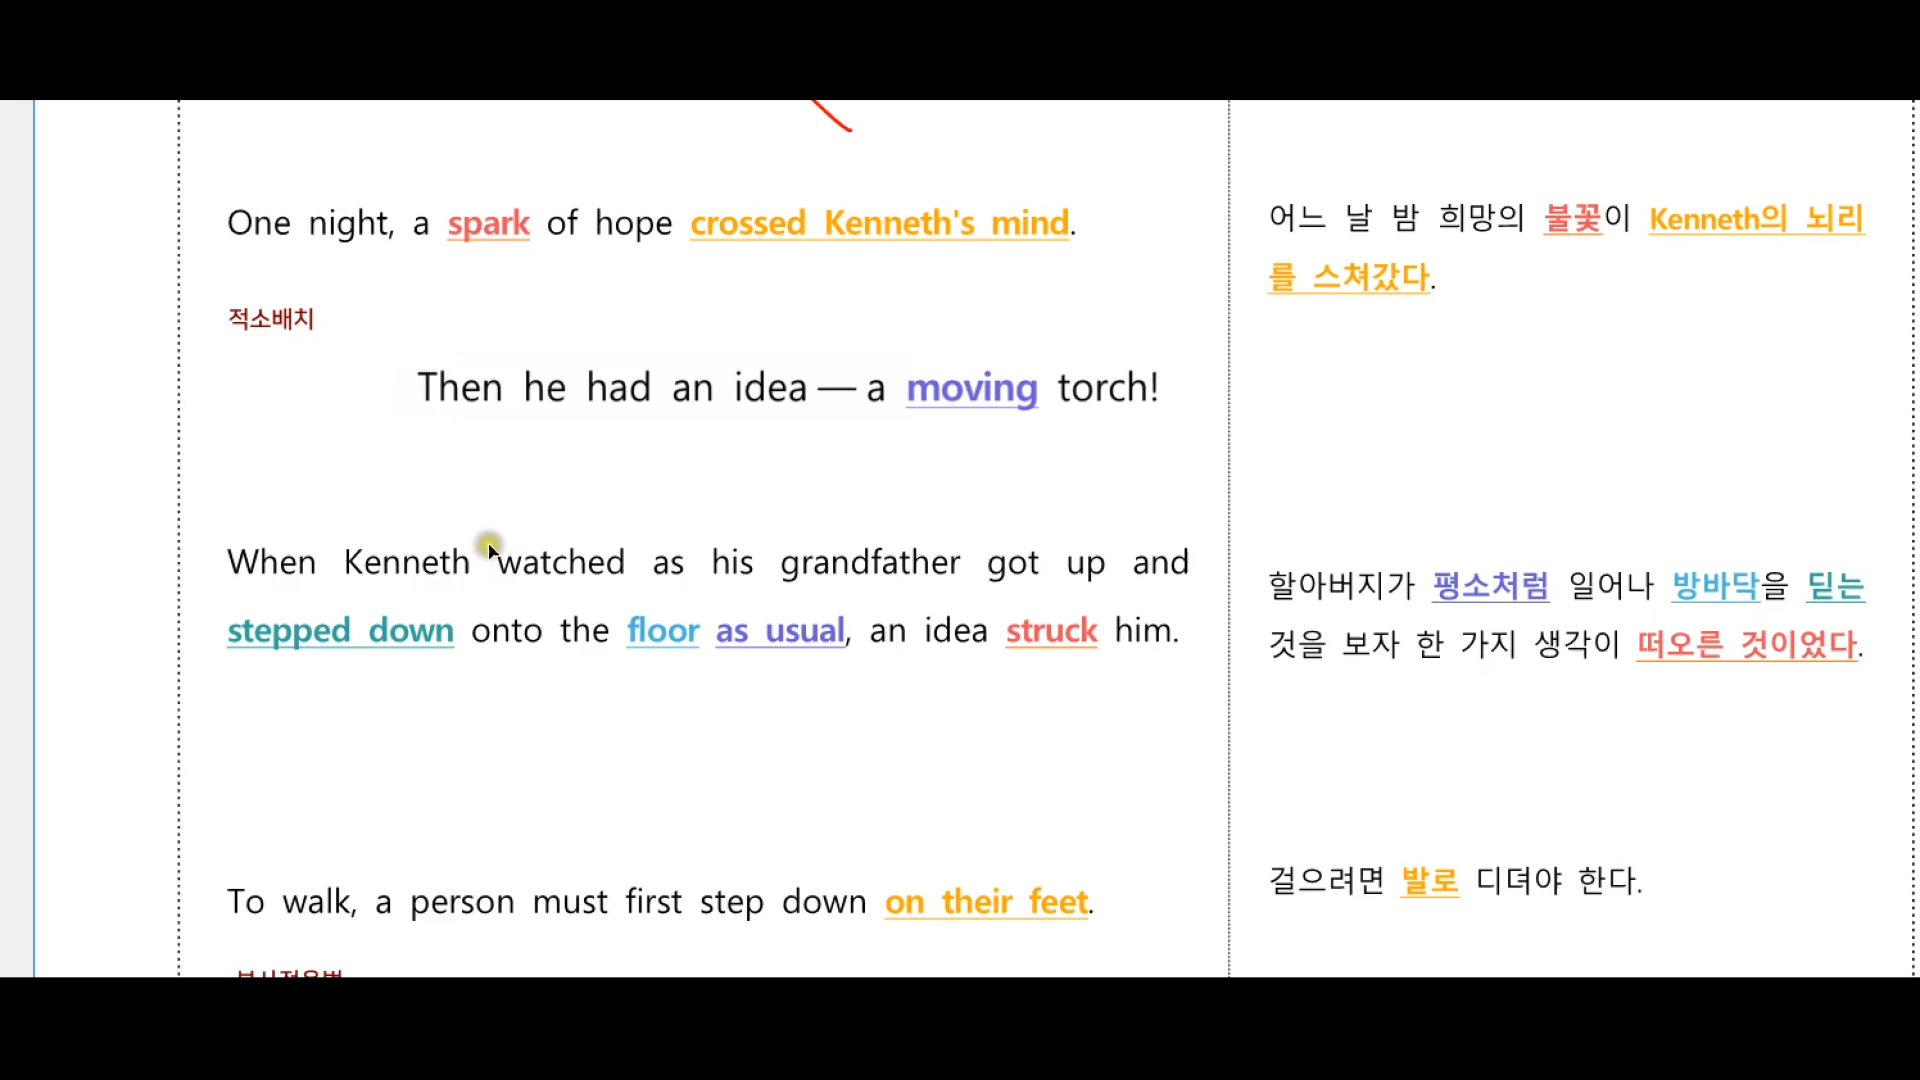 One night, a spark of hope crossed Kenneth's mind.
적소배치
Then he had an idea — a moving torch!
When Kenneth watched as his grandfather got up and
stepped down onto the floor as usual, an idea struck him.
To walk, a person must first step down on their feet.
어느 날 밤 희망의 불꽃이 Kenneth의 뇌리
를 스쳐갔다.
할아버지가 평소처럼 일어나 방바닥을 딛는
것을 보자 한 가지 생각이 떠오른 것이었다.
걸으려면 발로 디뎌야 한다.